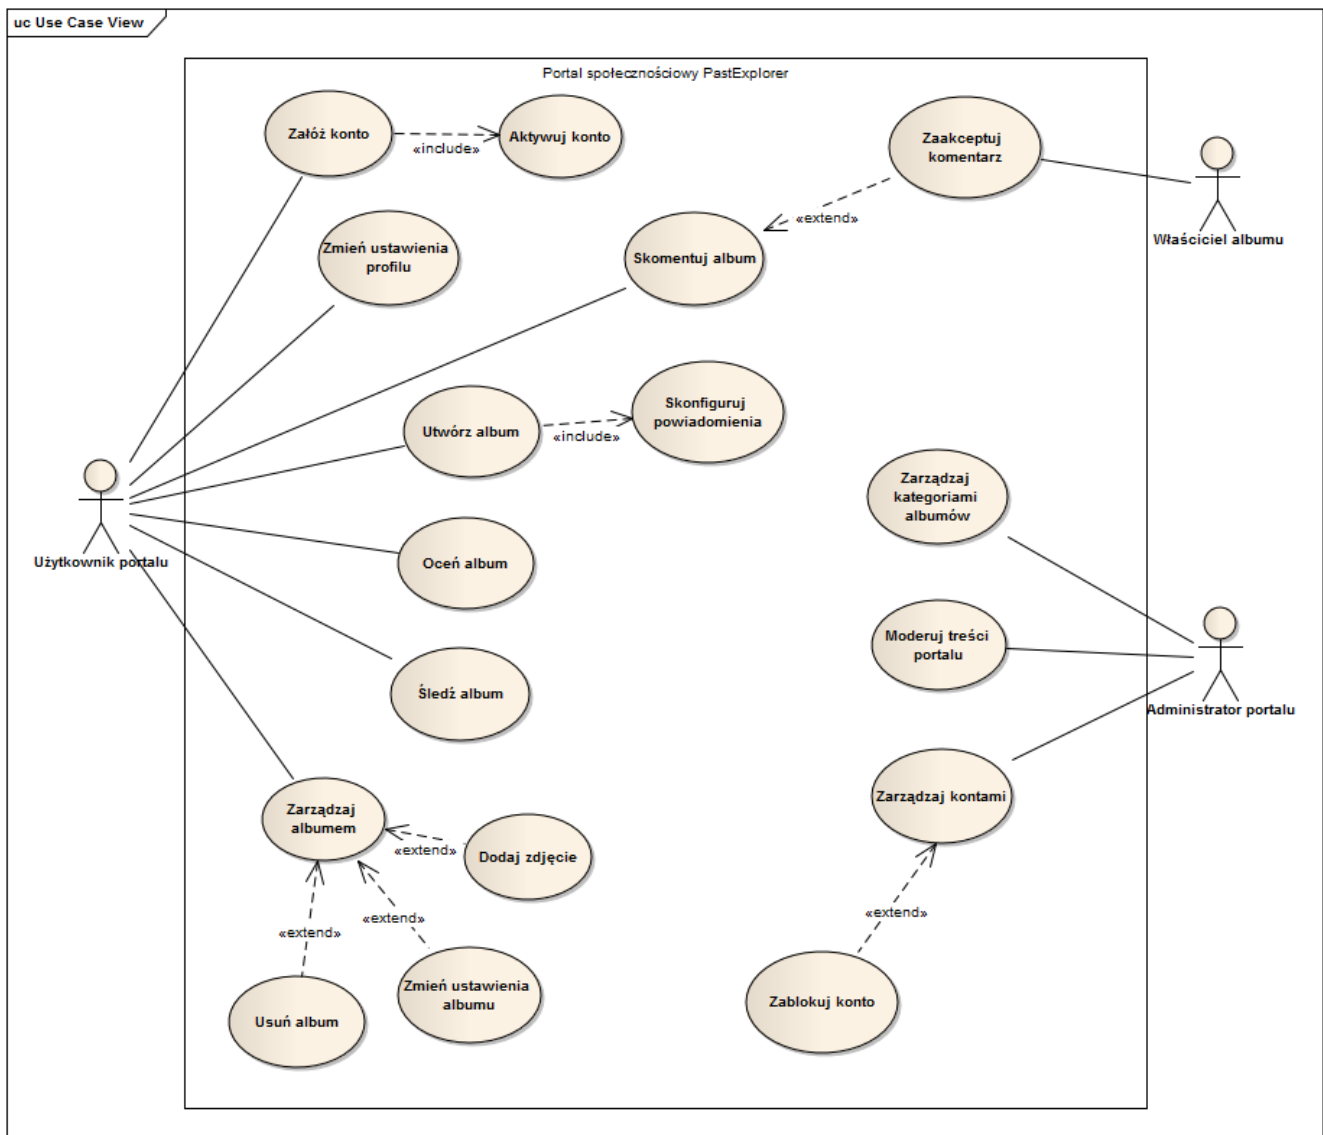 uc Use Case View
Portal społecznościowy PastExplorer
Załóż konto
«include»
Aktywuj konto
Zaakceptuj
komentarz
«extend»
Właściciel albumu
Zmień ustawienia
profilu
Skomentuj album
Utwórz album
«include»
Skonfiguruj
powiadomienia
Zarządzaj
kategoriami
albumów
Użytkownik portalu
Oceń album
Moderuj treści
portalu
Śledź album
Administrator portalu
Zarządzaj kontami
Zarządzaj
albumem
«extend»
Dodaj zdjęcie
«extend»
«extend»
«extend»
Usuń album
Zmień ustawienia
albumu
Zablokuj konto